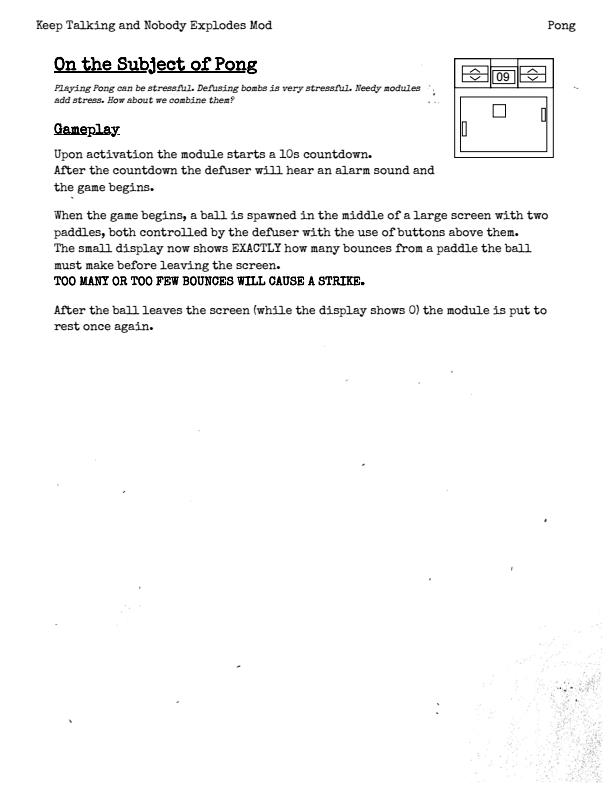 Keep Talking and Nobody Explodes Mod
Pong
On the Subject of Pong
Playing Pong can be stressful. Defusing bombs is very stressful. Needy modules
add stress. How about we combine them?
09
Gameplay
Upon activation the module starts a 10s countdown.
After the countdown the defuser will hear an alarm sound and
the game begins.
When the game begins, a ball is spawned in the middle of a large screen with two
paddles, both controlled by the defuser with the use of buttons above them.
The small display now shows EXACTLY how many bounces from a paddle the ball
must make before leaving the screen.
TOO MANY OR TOO FEW BOUNCES WILL CAUSE A STRIKE.
After the ball leaves the screen (while the display shows 0) the module is put to
rest once again.